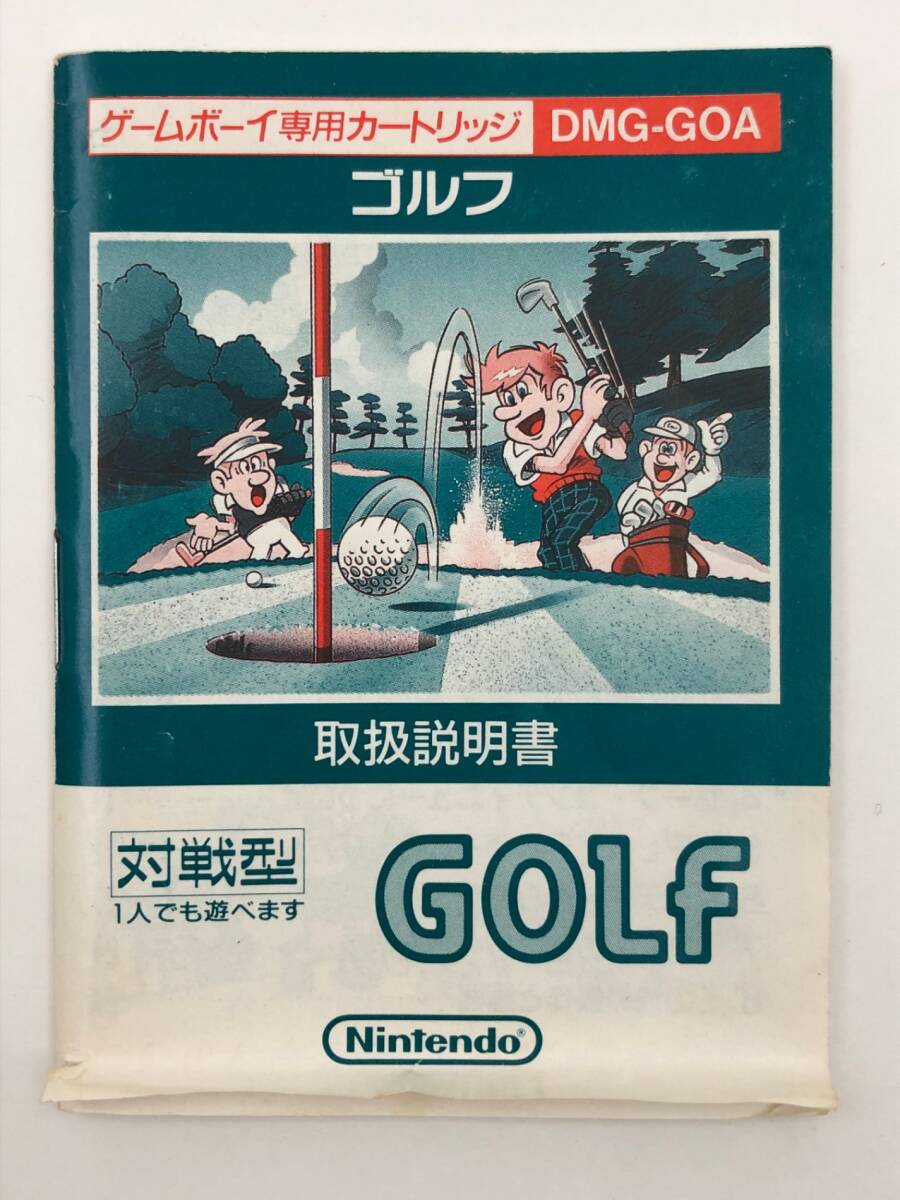 ゲームボーイ専用カートリッジ DMG-GOA
ゴルフ
取扱説明書
対戦型
1人でも遊べます
GOLf
Nintendo®